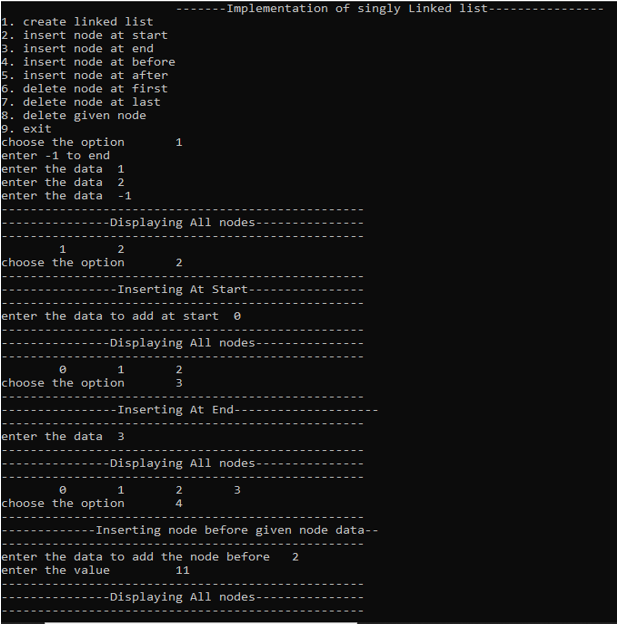 -------Implementation of singly Linked list----------------
1. create linked list
2. insert node at start
3. insert node at end
4. insert node at before
5. insert node at after
6. delete node at first
7. delete node at last
8. delete given node
9. exit
choose the option       1
enter -1 to end
enter the data  1
enter the data  2
enter the data  -1
--------------------------------------------------
---------------Displaying All nodes---------------
--------------------------------------------------
        1       2
choose the option       2
--------------------------------------------------
----------------Inserting At Start----------------
--------------------------------------------------
enter the data to add at start  0
--------------------------------------------------
---------------Displaying All nodes---------------
--------------------------------------------------
        0       1       2
choose the option       3
--------------------------------------------------
----------------Inserting At End--------------------
--------------------------------------------------
enter the data  3
--------------------------------------------------
---------------Displaying All nodes---------------
--------------------------------------------------
        0       1       2       3
choose the option       4
--------------------------------------------------
-------------Inserting node before given node data--
--------------------------------------------------
enter the data to add the node before   2
enter the value         11
--------------------------------------------------
---------------Displaying All nodes---------------
--------------------------------------------------